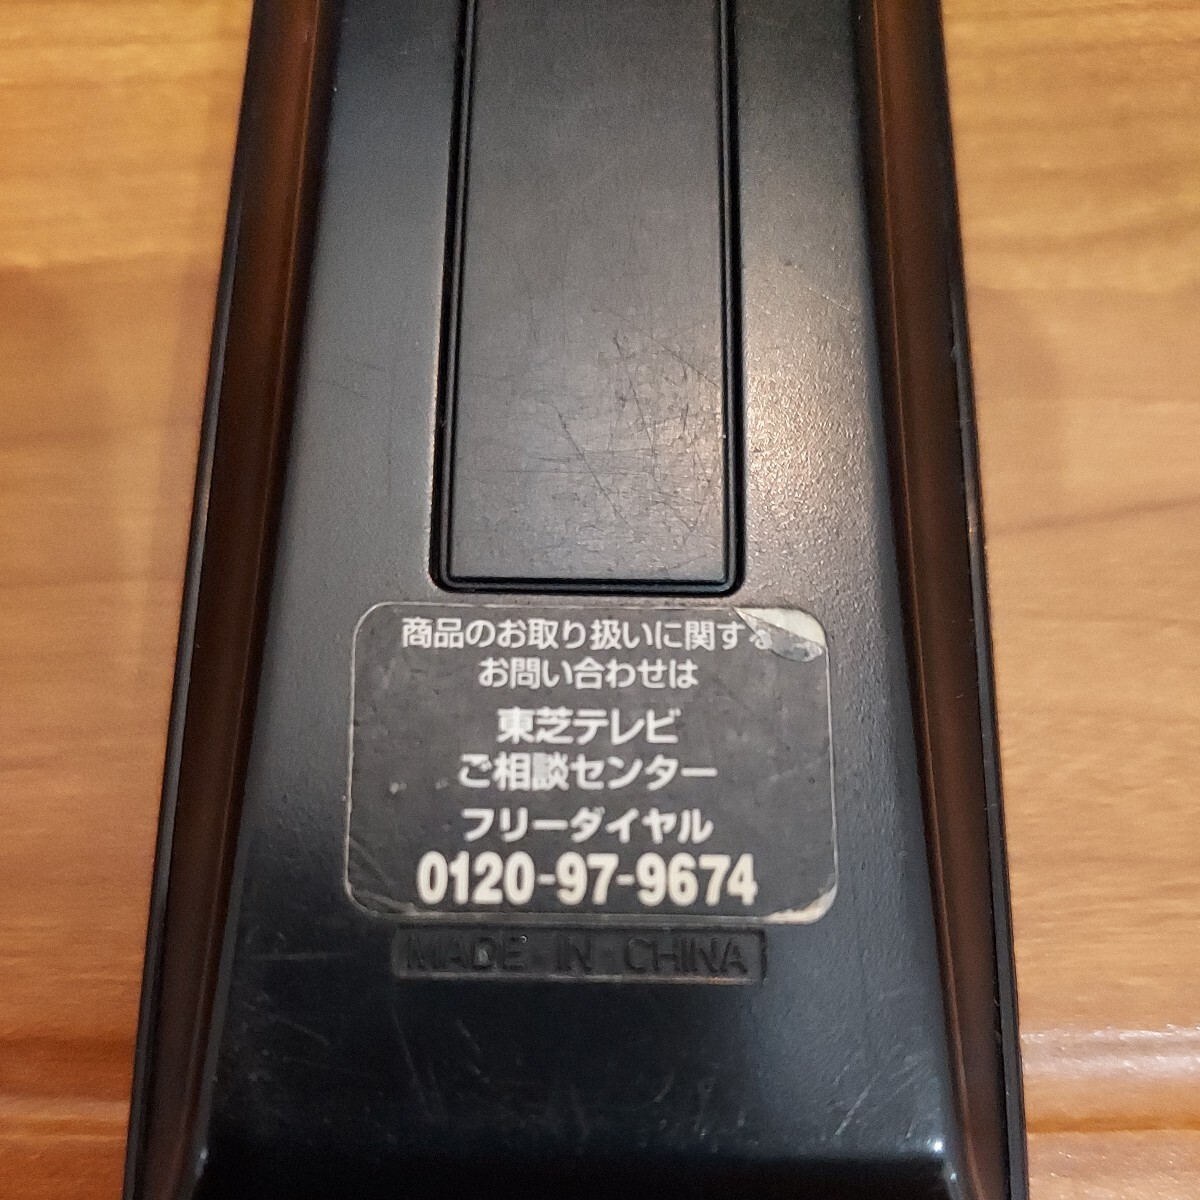 商品のお取り扱いに関する
お問い合わせは
東芝テレビ
ご相談センター
フリーダイヤル
0120-97-9674
MADE IN CHINA